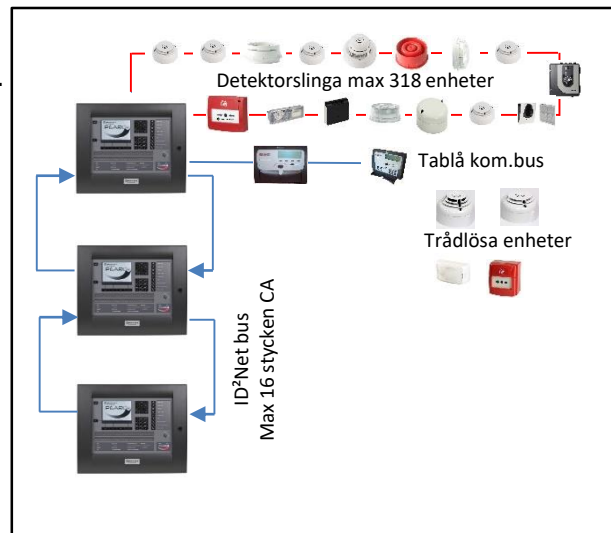 Detektorslinga max 318 enheter
Tablå kom.bus
Trådlösa enheter
ID²Net bus
Max 16 stycken CA